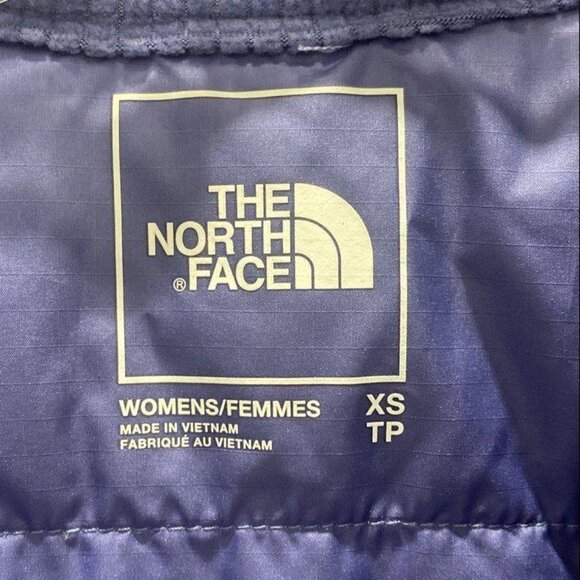 THE
NORTH
® FACE
WOMENS/FEMMES XS
MADE IN VIETNAM TP
FABRIQUÉ AU VIETNAM